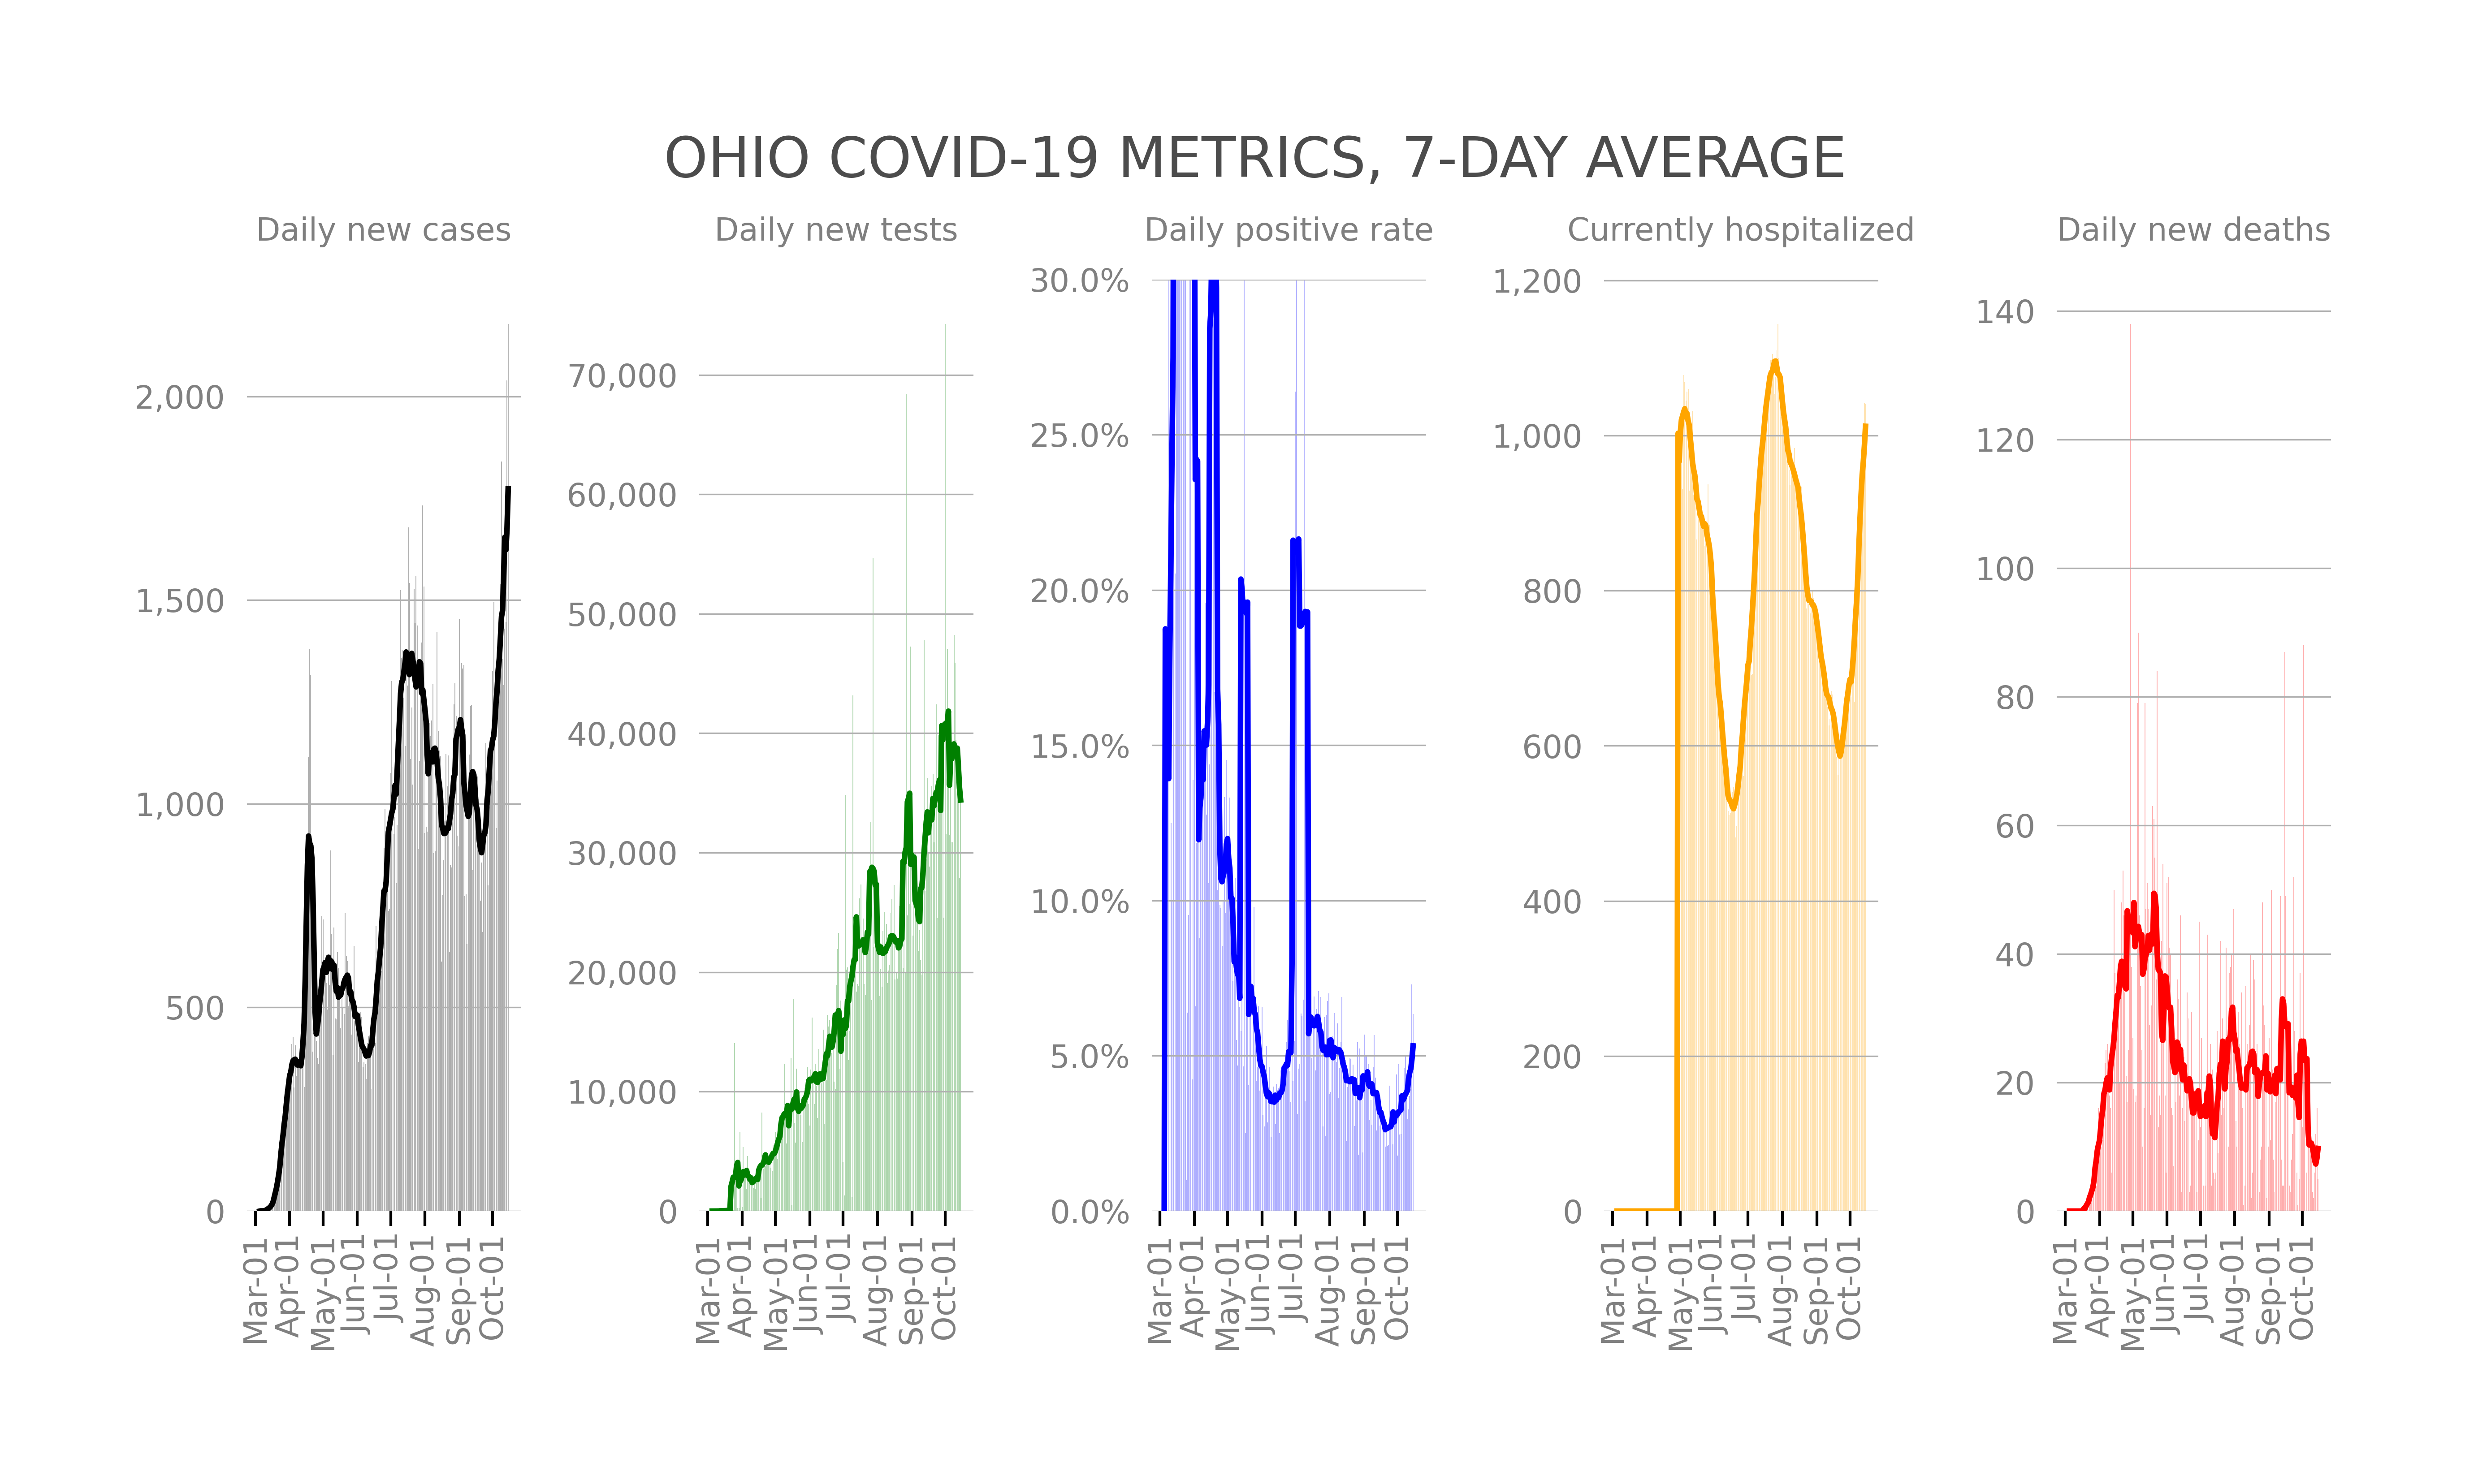 OHIO COVID-19 METRICS, 7-DAY AVERAGE
Daily new cases
2,000
1,500
1,000
500
0
Mar-01
Apr-01
May-01
Jun-01
Jul-01
Aug-01
Sep-01
Oct-01
Daily new tests
70,000
60,000
50,000
40,000
30,000
20,000
10,000
0
Mar-01
Apr-01
May-01
Jun-01
Jul-01
Aug-01
Sep-01
Oct-01
Daily positive rate
30.0%
25.0%
20.0%
15.0%
10.0%
5.0%
0.0%
Mar-01
Apr-01
May-01
Jun-01
Jul-01
Aug-01
Sep-01
Oct-01
Currently hospitalized
1,200
1,000
800
600
400
200
0
Mar-01
Apr-01
May-01
Jun-01
Jul-01
Aug-01
Sep-01
Oct-01
Daily new deaths
140
120
100
80
60
40
20
0
Mar-01
Apr-01
May-01
Jun-01
Jul-01
Aug-01
Sep-01
Oct-01